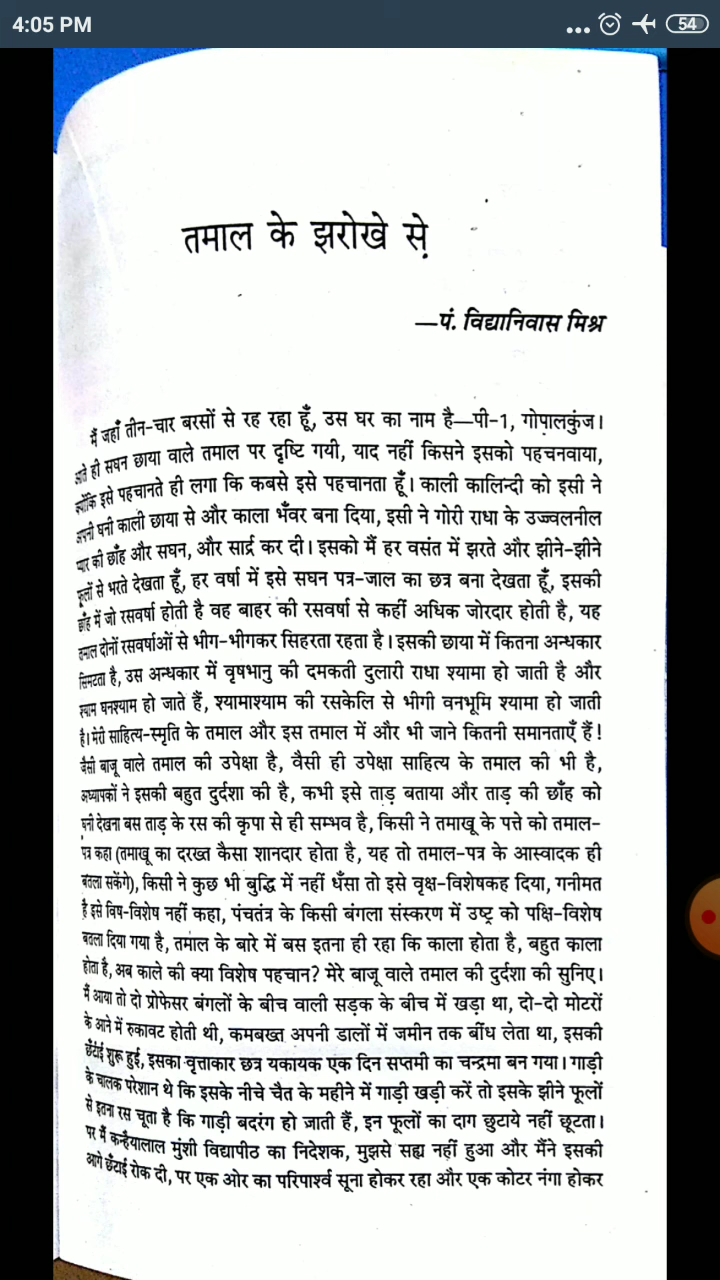 4:05 PM
54
तमाल के झरोखे से
—पं. विद्यानिवास मिश्र
मैं जहाँ तीन-चार बरसों से रह रहा हूँ, उस घर का नाम है—पी-1, गोपालकुंज।
आते ही सघन छाया वाले तमाल पर दृष्टि गयी, याद नहीं किसने इसको पहचनवाया,
क्योंकि इसे पहचानते ही लगा कि कबसे इसे पहचानता हूँ। काली कालिन्दी को इसी ने
अपनी घनी काली छाया से और काला भँवर बना दिया, इसी ने गोरी राधा के उज्ज्वलनील
प्यार की छाँह और सघन, और सार्द्र कर दी। इसको मैं हर वसंत में झरते और झीने-झीने
फूलों से भरते देखता हूँ, हर वर्षा में इसे सघन पत्र-जाल का छत्र बना देखता हूँ, इसकी
छाँह में जो रसवर्षा होती है वह बाहर की रसवर्षा से कहीं अधिक जोरदार होती है, यह
तमाल दोनों रसवर्षाओं से भीग-भीगकर सिहरता रहता है। इसकी छाया में कितना अन्धकार
सिमटता है, उस अन्धकार में वृषभानु की दमकती दुलारी राधा श्यामा हो जाती है और
श्याम घनश्याम हो जाते हैं, श्यामाश्याम की रसकेलि से भीगी वनभूमि श्यामा हो जाती
है। मेरी साहित्य-स्मृति के तमाल और इस तमाल में और भी जाने कितनी समानताएँ हैं!
जैसी बाजू वाले तमाल की उपेक्षा है, वैसी ही उपेक्षा साहित्य के तमाल की भी है,
अध्यापकों ने इसकी बहुत दुर्दशा की है, कभी इसे ताड़ बताया और ताड़ की छाँह को
घनी देखना बस ताड़ के रस की कृपा से ही सम्भव है, किसी ने तमाखू के पत्ते को तमाल-
पत्र कहा (तमाखू का दरख्त कैसा शानदार होता है, यह तो तमाल-पत्र के आस्वादक ही
बतला सकेंगे), किसी ने कुछ भी बुद्धि में नहीं धँसा तो इसे वृक्ष-विशेषकह दिया, गनीमत
है इसे विष-विशेष नहीं कहा, पंचतंत्र के किसी बंगला संस्करण में उष्ट्र को पक्षि-विशेष
बतला दिया गया है, तमाल के बारे में बस इतना ही रहा कि काला होता है, बहुत काला
होता है, अब काले की क्या विशेष पहचान? मेरे बाजू वाले तमाल की दुर्दशा की सुनिए।
मैं आया तो दो प्रोफेसर बंगलों के बीच वाली सड़क के बीच में खड़ा था, दो-दो मोटरों
के आने में रुकावट होती थी, कमबख्त अपनी डालों में जमीन तक बींध लेता था, इसकी
छँटाई शुरू हुई, इसका वृत्ताकार छत्र यकायक एक दिन सप्तमी का चन्द्रमा बन गया। गाड़ी
के चालक परेशान थे कि इसके नीचे चैत के महीने में गाड़ी खड़ी करें तो इसके झीने फूलों
से इतना रस चूता है कि गाड़ी बदरंग हो जाती हैं, इन फूलों का दाग छुटाये नहीं छूटता।
पर मैं कन्हैयालाल मुंशी विद्यापीठ का निदेशक, मुझसे सह्य नहीं हुआ और मैंने इसकी
आगे छँटाई रोक दी, पर एक ओर का परिपार्श्व सूना होकर रहा और एक कोटर नंगा होकर